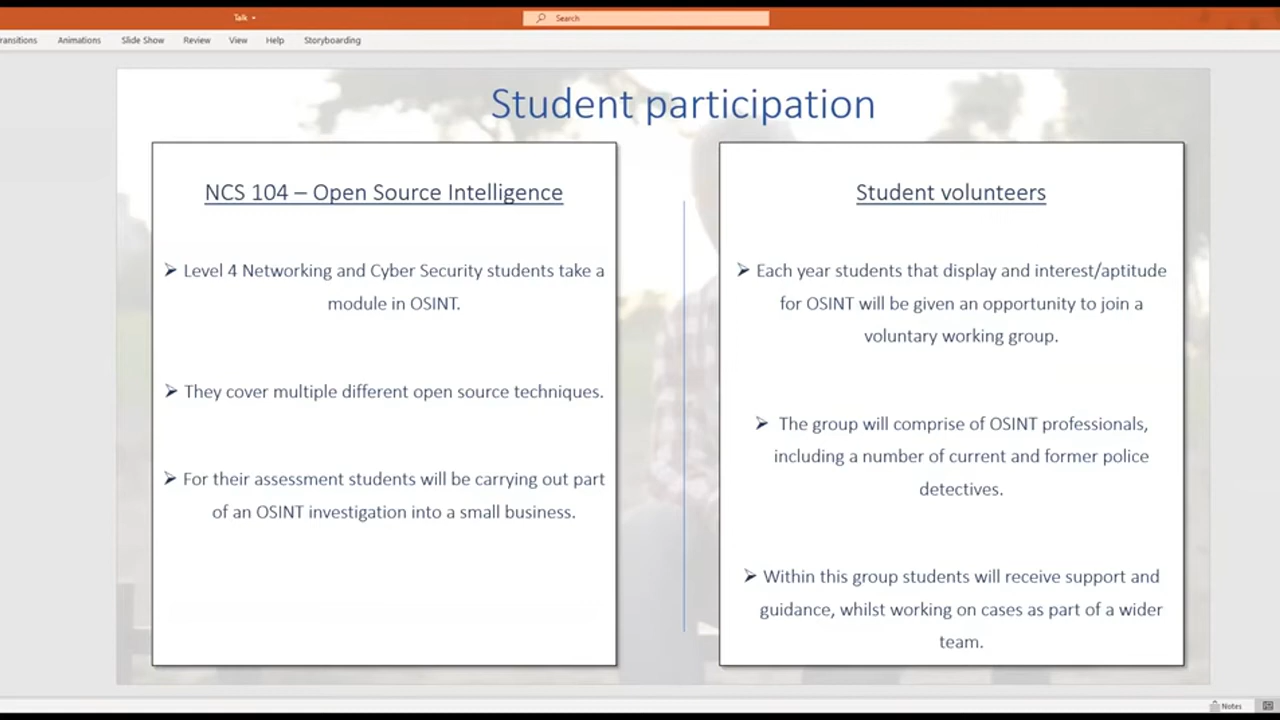 Talk
Search
ransitions
Animations
Slide Show
Review
View
Help
Storyboarding
Student participation
NCS 104 – Open Source Intelligence
➢ Level 4 Networking and Cyber Security students take a
module in OSINT.
➢ They cover multiple different open source techniques.
➢ For their assessment students will be carrying out part
of an OSINT investigation into a small business.
Student volunteers
➢ Each year students that display and interest/aptitude
for OSINT will be given an opportunity to join a
voluntary working group.
➢ The group will comprise of OSINT professionals,
including a number of current and former police
detectives.
➢ Within this group students will receive support and
guidance, whilst working on cases as part of a wider
team.
Notes